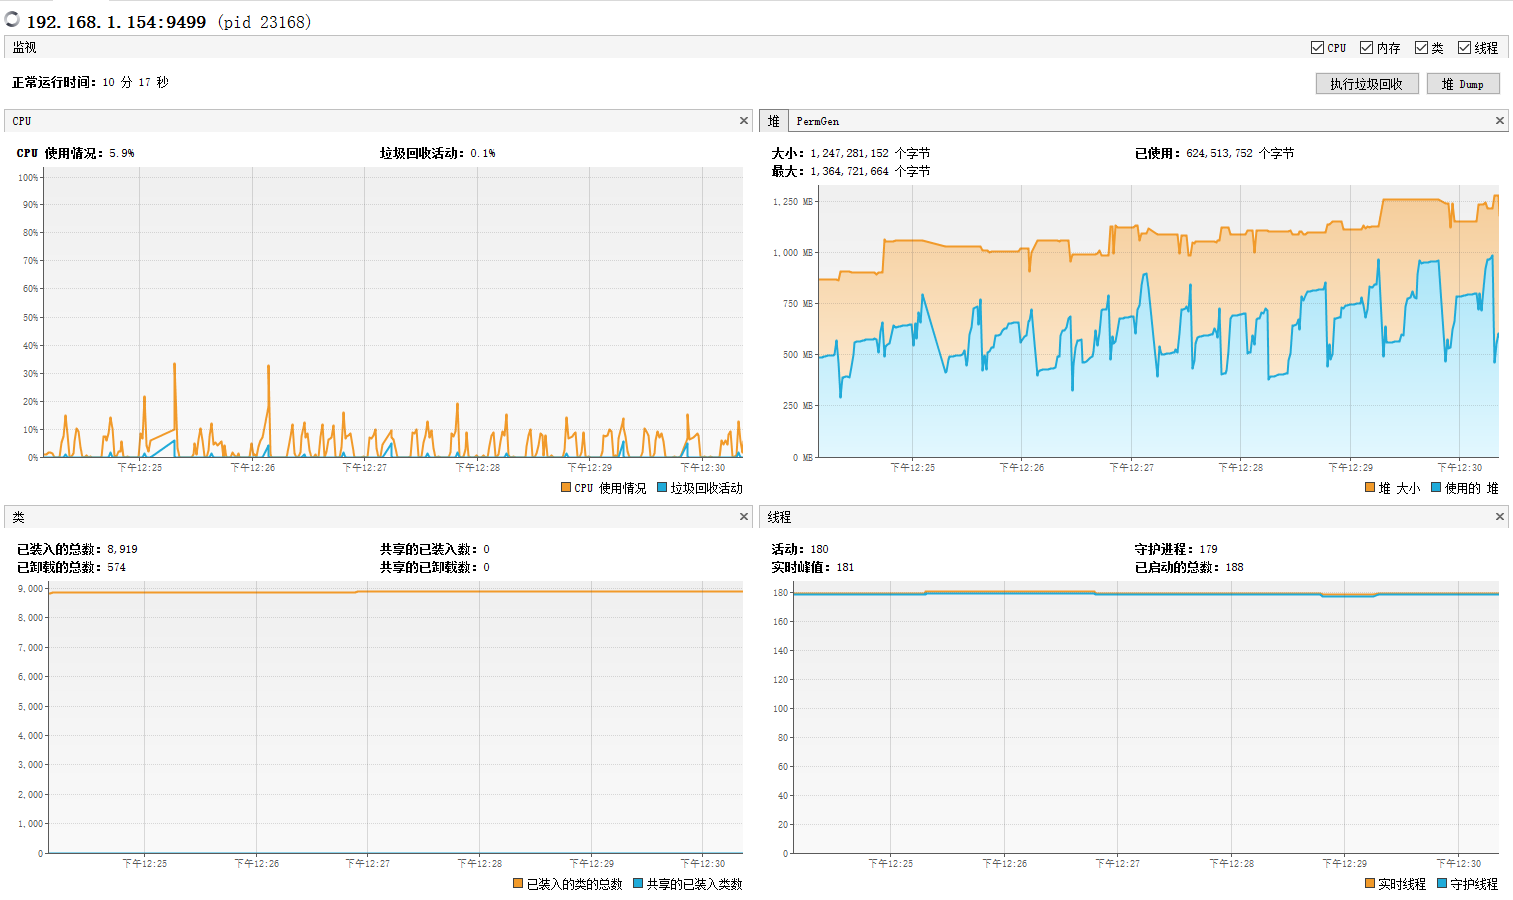 192.168.1.154:9499 (pid 23168)
监视
CPU 内存 类 线程
正常运行时间: 10 分 17 秒
执行垃圾回收 堆 Dump
CPU
CPU 使用情况: 5.9% 垃圾回收活动: 0.1%
100%
90%
80%
70%
60%
50%
40%
30%
20%
10%
0%
下午12:25 下午12:26 下午12:27 下午12:28 下午12:29 下午12:30
CPU 使用情况 垃圾回收活动
堆 PermGen
大小: 1,247,281,152 个字节 已使用: 624,513,752 个字节
最大: 1,364,721,664 个字节
1,250 MB
1,000 MB
750 MB
500 MB
250 MB
0 MB
下午12:25 下午12:26 下午12:27 下午12:28 下午12:29 下午12:30
堆 大小 使用的 堆
类
已装入的总数: 8,919 共享的已装入数: 0
已卸载的总数: 574 共享的已卸载数: 0
9,000
8,000
7,000
6,000
5,000
4,000
3,000
2,000
1,000
0
下午12:25 下午12:26 下午12:27 下午12:28 下午12:29 下午12:30
已装入的类的总数 共享的已装入类数
线程
活动: 180 守护进程: 179
实时峰值: 181 已启动的总数: 188
180
160
140
120
100
80
60
40
20
0
下午12:25 下午12:26 下午12:27 下午12:28 下午12:29 下午12:30
实时线程 守护线程